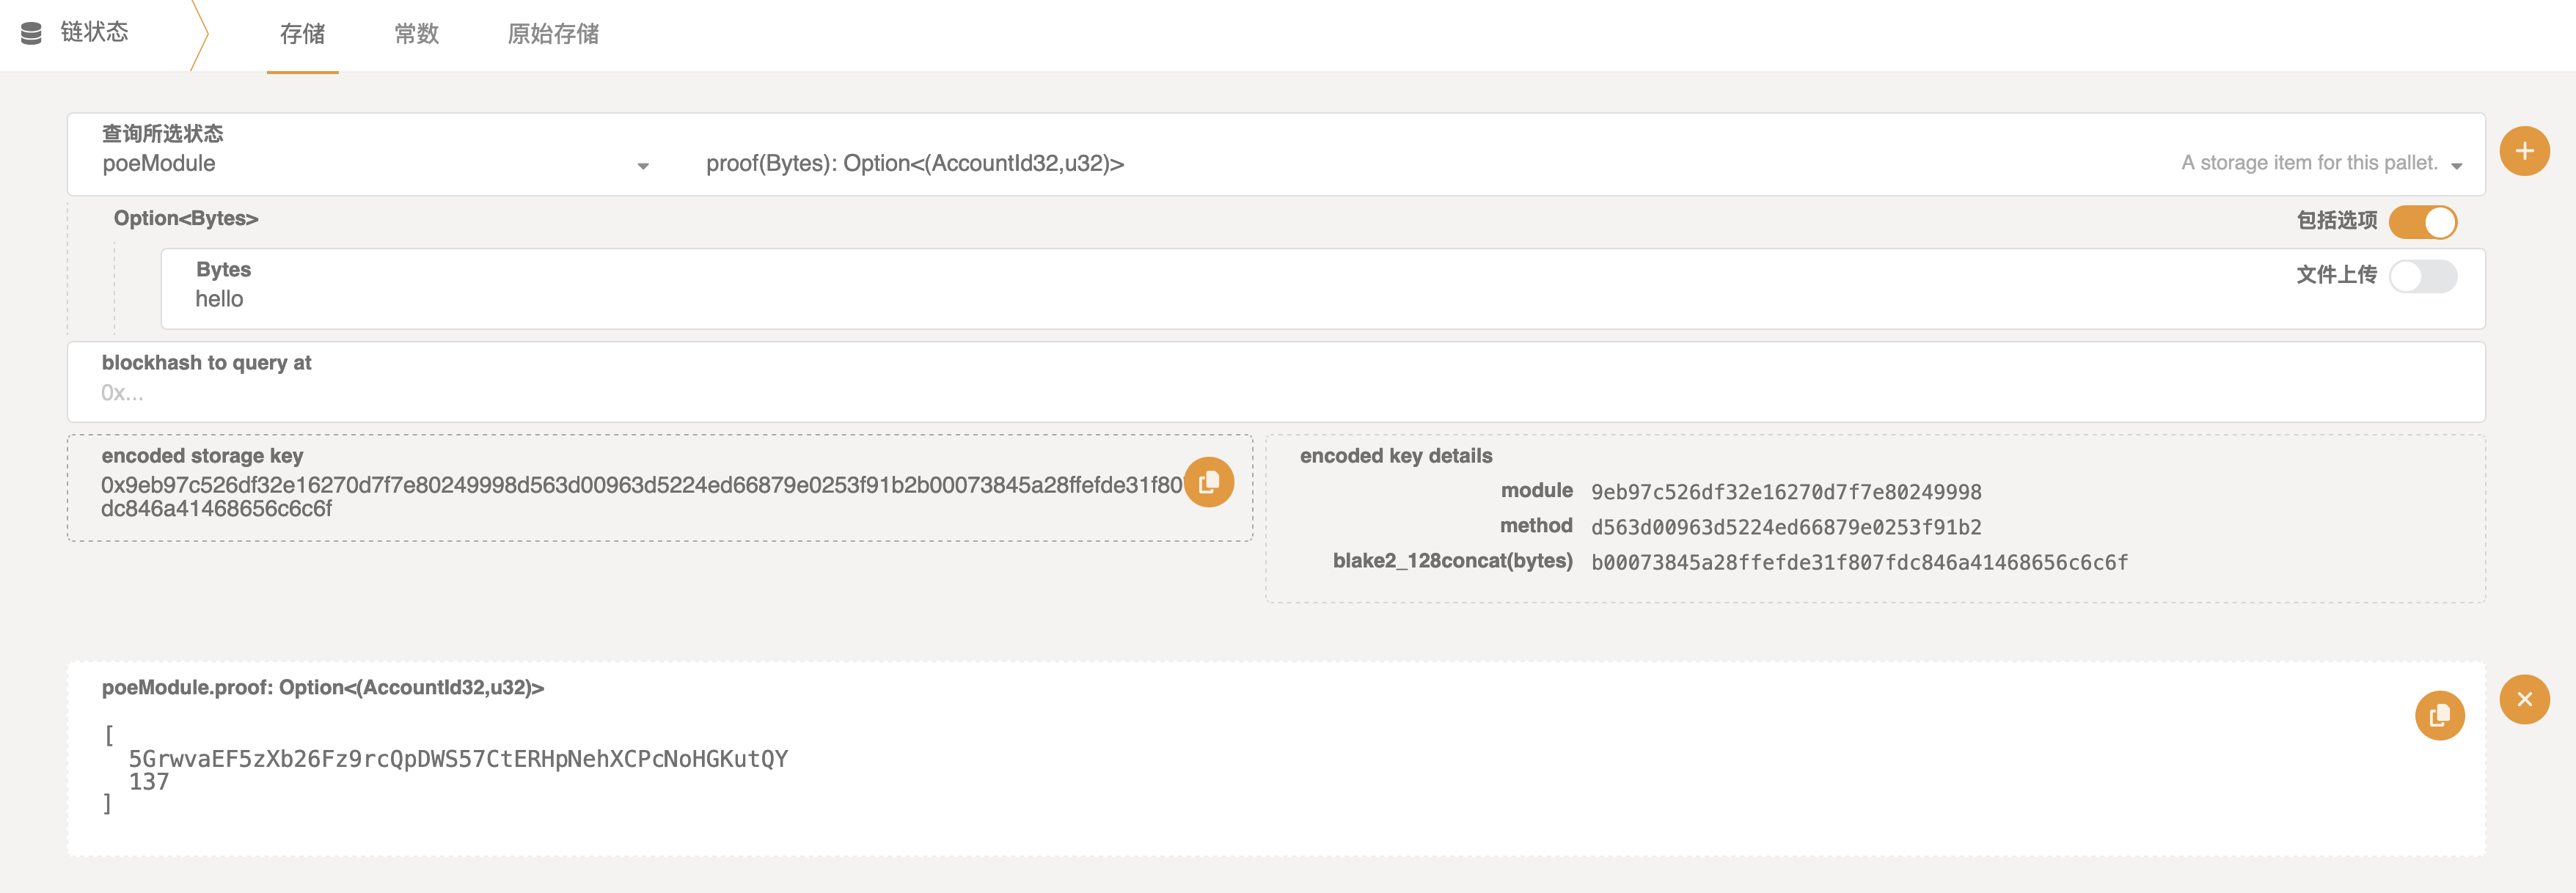 链状态
存储
常数
原始存储
查询所选状态
poeModule
proof(Bytes): Option<(AccountId32,u32)>
A storage item for this pallet.
Option<Bytes>
包括选项
Bytes
hello
文件上传
blockhash to query at
0x...
encoded storage key
0x9eb97c526df32e16270d7f7e80249998d563d00963d5224ed66879e0253f91b2b00073845a28ffefde31f80
dc846a41468656c6c6f
encoded key details
module 9eb97c526df32e16270d7f7e80249998
method d563d00963d5224ed66879e0253f91b2
blake2_128concat(bytes) b00073845a28ffefde31f807fdc846a41468656c6c6f
poeModule.proof: Option<(AccountId32,u32)>
[
5GrwvaEF5zXb26Fz9rcQpDWS57CtERHpNehXCPcNoHGKutQY
137
]